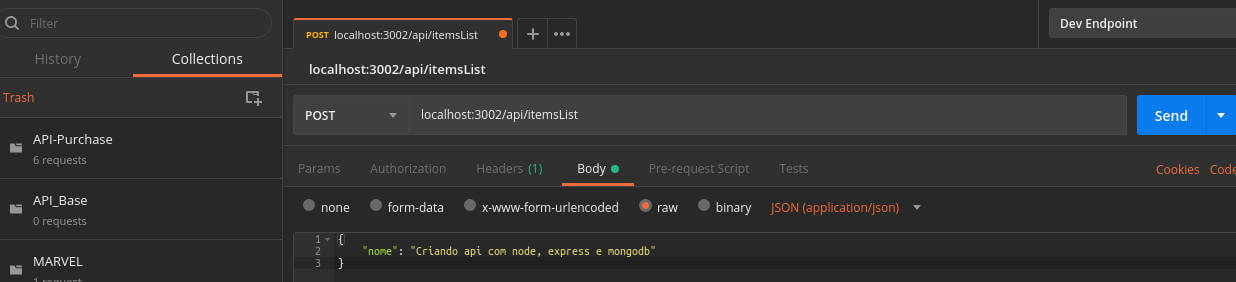 Filter
History Collections
Trash
API-Purchase
6 requests
API_Base
0 requests
MARVEL
1 request
POST localhost:3002/api/itemsList
Dev Endpoint
localhost:3002/api/itemsList
POST localhost:3002/api/itemsList Send
Params Authorization Headers (1) Body Pre-request Script Tests Cookies Code
none form-data x-www-form-urlencoded raw binary JSON (application/json)
1 {
2 "nome": "Criando api com node, express e mongodb"
3 }